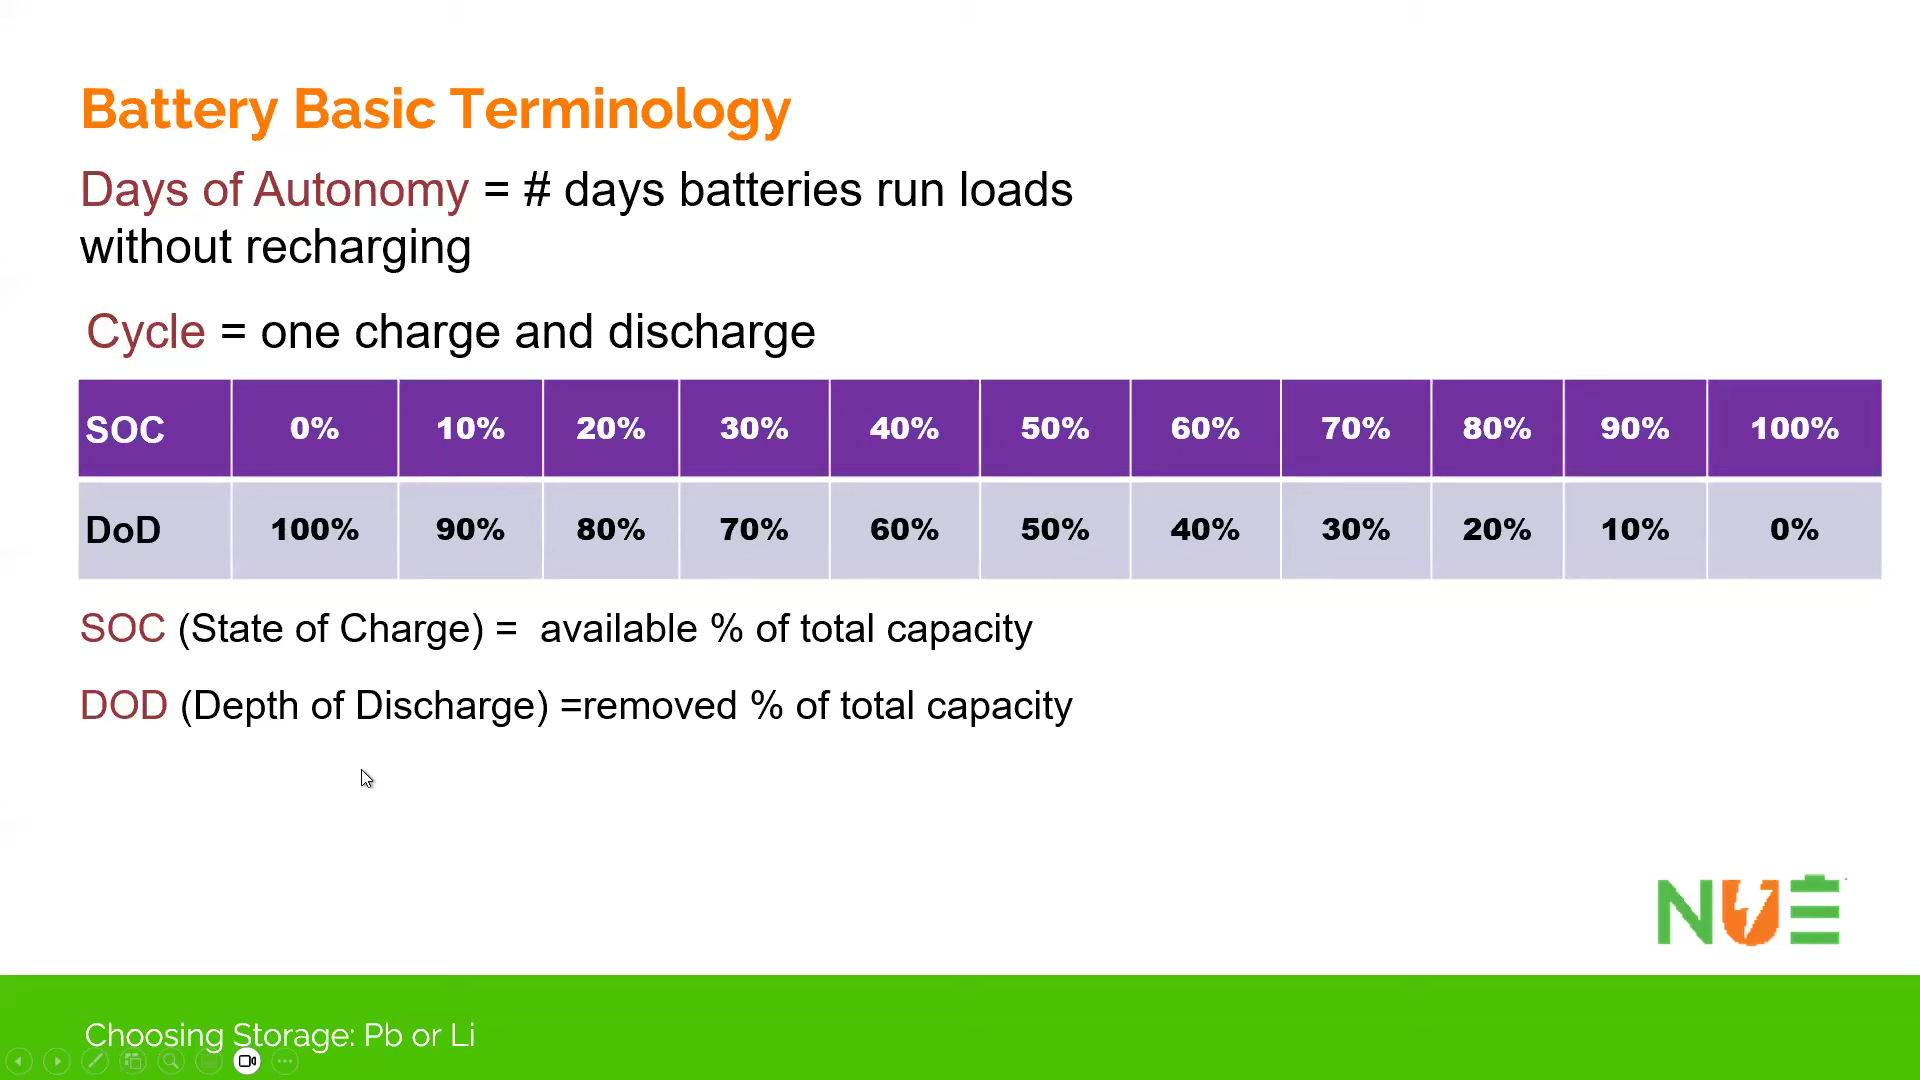 Battery Basic Terminology
Days of Autonomy = # days batteries run loads
without recharging
Cycle = one charge and discharge
SOC 0% 10% 20% 30% 40% 50% 60% 70% 80% 90% 100%
DoD 100% 90% 80% 70% 60% 50% 40% 30% 20% 10% 0%
SOC (State of Charge) = available % of total capacity
DOD (Depth of Discharge) =removed % of total capacity
NUE
Choosing Storage: Pb or Li